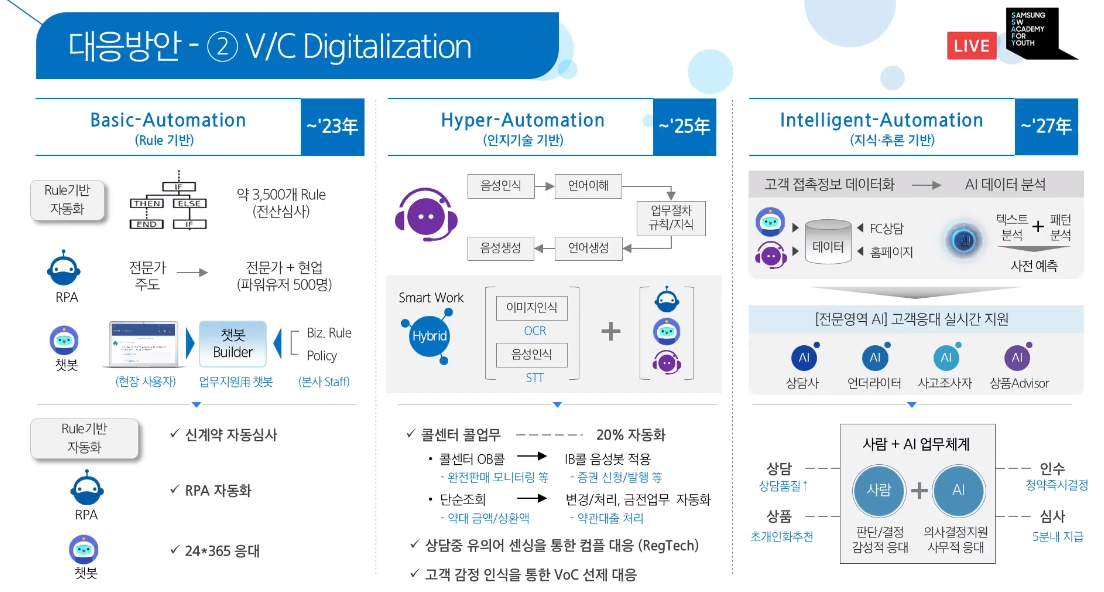 대응방안 - ② V/C Digitalization
LIVE
SAMSUNG
SW
ACADEMY
FOR
YOUTH
Basic-Automation
(Rule 기반)
~'23年
Rule기반
자동화
IF
THEN
ELSE
END
IF
약 3,500개 Rule
(전산심사)
RPA
전문가
주도
전문가 + 현업
(파워유저 500명)
챗봇
챗봇
Builder
Biz. Rule
Policy
(현장 사용자)
업무지원用 챗봇
(본사 Staff)
Rule기반
자동화
✓ 신계약 자동심사
RPA
✓ RPA 자동화
챗봇
✓ 24*365 응대
Hyper-Automation
(인지기술 기반)
~'25年
음성인식
언어이해
업무절차
규칙/지식
음성생성
언어생성
Smart Work
Hybrid
이미지인식
OCR
음성인식
STT
+
✓ 콜센터 콜업무
20% 자동화
• 콜센터 OB콜
IB콜 음성봇 적용
- 완전판매 모니터링 등
- 증권 신청/발행 등
• 단순조회
변경/처리, 금전업무 자동화
- 약대 금액/상환액
- 약관대출 처리
✓ 상담중 유의어 센싱을 통한 컴플 대응 (RegTech)
✓ 고객 감정 인식을 통한 VoC 선제 대응
Intelligent-Automation
(지식·추론 기반)
~'27年
고객 접촉정보 데이터화
AI 데이터 분석
데이터
FC상담
홈페이지
AI
텍스트
분석
+
패턴
분석
사전 예측
[전문영역 AI] 고객응대 실시간 지원
AI
AI
AI
AI
상담사
언더라이터
사고조사자
상품Advisor
사람 + AI 업무체계
상담
상담품질↑
상품
초개인화추천
사람
+
AI
판단/결정
감성적 응대
의사결정지원
사무적 응대
인수
청약즉시결정
심사
5분내 지급